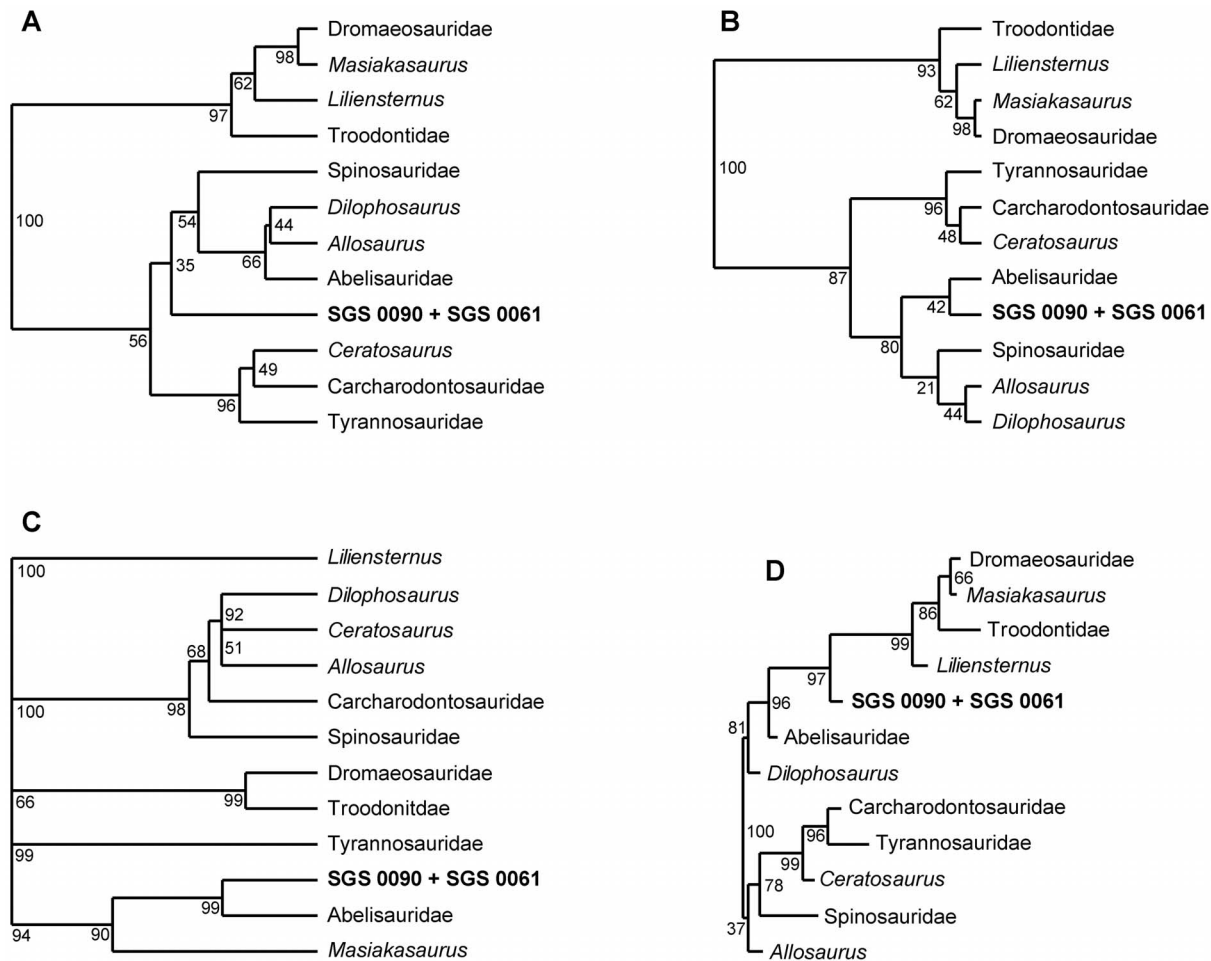 A
Dromaeosauridae
98
Masiakasaurus
62
Liliensternus
97
Troodontidae
Spinosauridae
100
54
Dilophosaurus
44
Allosaurus
66
35
Abelisauridae
SGS 0090 + SGS 0061
56
Ceratosaurus
49
Carcharodontosauridae
96
Tyrannosauridae
B
Troodontidae
93
Liliensternus
62
Masiakasaurus
98
Dromaeosauridae
100
Tyrannosauridae
96
Carcharodontosauridae
48
Ceratosaurus
87
Abelisauridae
42
SGS 0090 + SGS 0061
80
Spinosauridae
21
Allosaurus
44
Dilophosaurus
C
Liliensternus
100
Dilophosaurus
92
Ceratosaurus
68
51
Allosaurus
Carcharodontosauridae
100
98
Spinosauridae
Dromaeosauridae
66
99
Troodonitdae
Tyrannosauridae
99
SGS 0090 + SGS 0061
99
Abelisauridae
94
90
Masiakasaurus
D
Dromaeosauridae
66
Masiakasaurus
86
Troodontidae
99
Liliensternus
97
SGS 0090 + SGS 0061
96
81
Abelisauridae
Dilophosaurus
Carcharodontosauridae
100
96
Tyrannosauridae
99
Ceratosaurus
78
Spinosauridae
37
Allosaurus